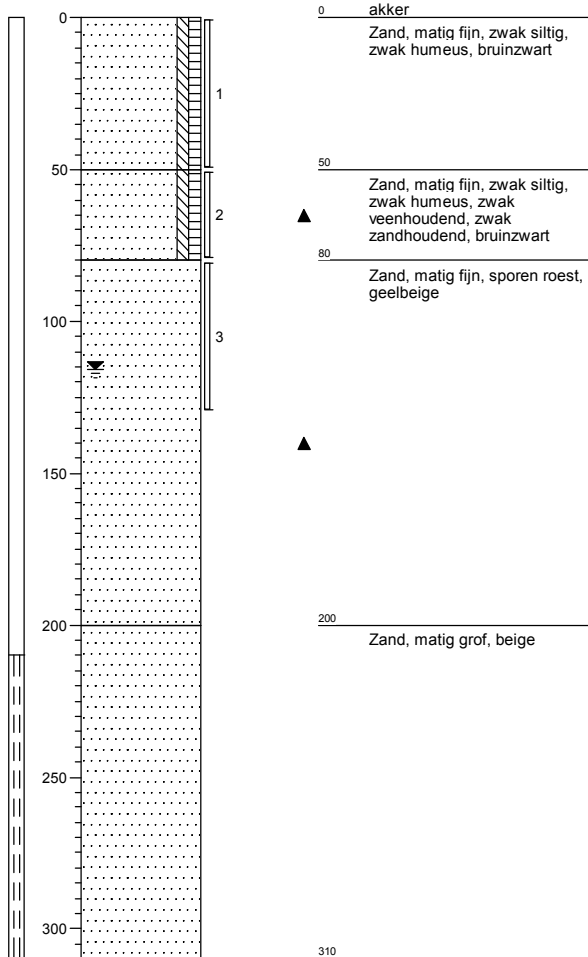 0
50
100
150
200
250
300
1
2
3
0
akker
Zand, matig fijn, zwak siltig,
zwak humeus, bruinzwart
50
Zand, matig fijn, zwak siltig,
zwak humeus, zwak
veenhoudend, zwak
zandhoudend, bruinzwart
80
Zand, matig fijn, sporen roest,
geelbeige
200
Zand, matig grof, beige
310